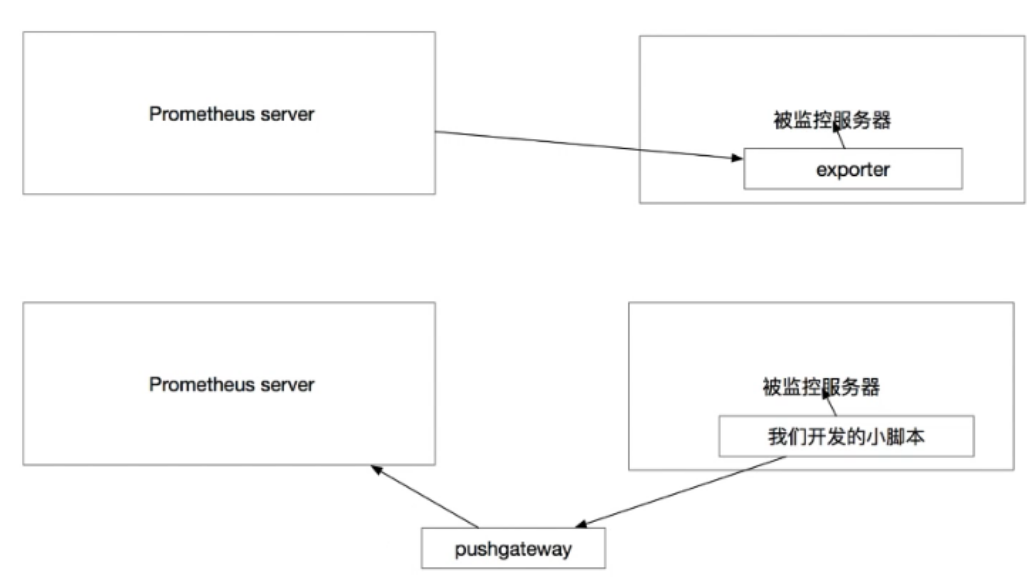 Prometheus server
被监控服务器
exporter
Prometheus server
被监控服务器
我们开发的小脚本
pushgateway